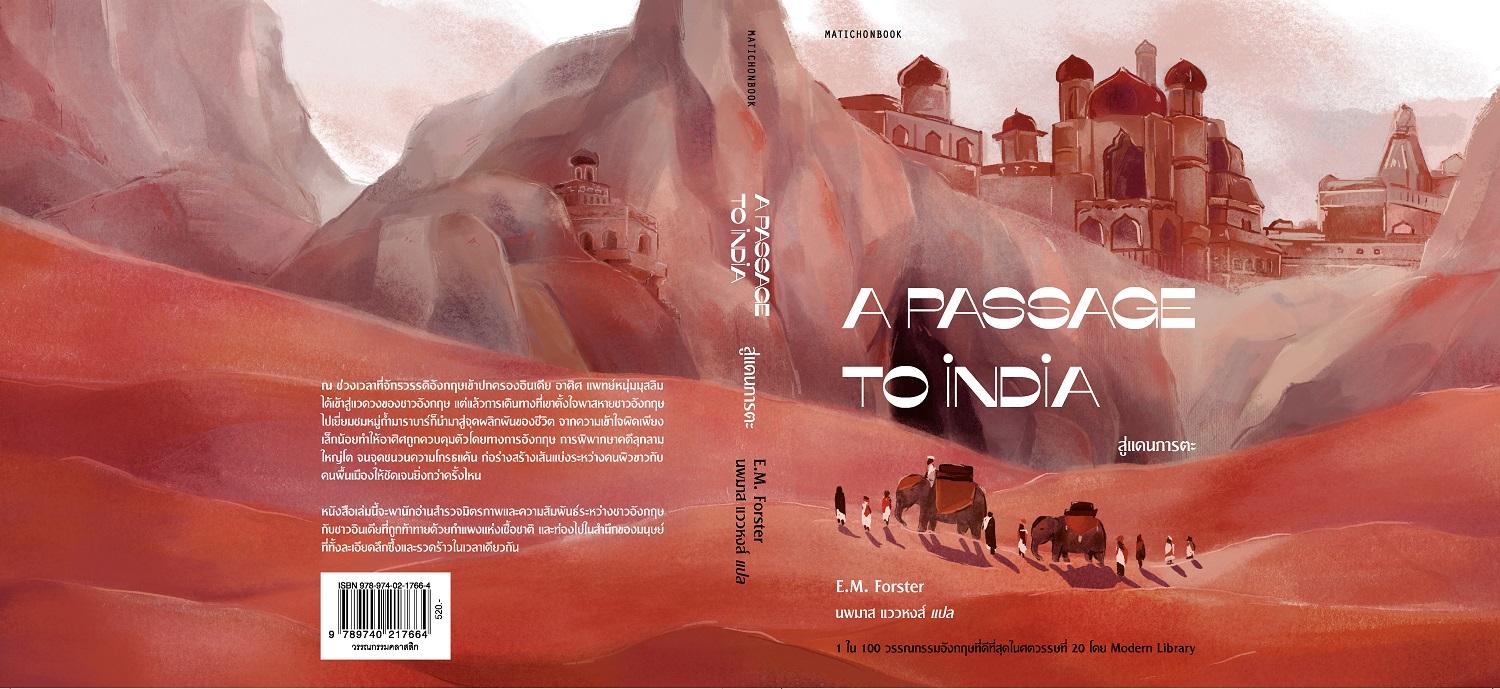 ณ ช่วงเวลาที่จักรวรรดิอังกฤษเข้าปกครองอินเดีย อาศิศ แพทย์หนุ่มมุสลิม
ได้เข้าสู่แวดวงของชาวอังกฤษ แต่แล้วการเดินทางที่เขาตั้งใจพาสหายชาวอังกฤษ
ไปเยี่ยมชมหมู่ถ้ำมาราบาร์ก็นำมาสู่จุดพลิกผันของชีวิต จากความเข้าใจผิดเพียง
เล็กน้อยทำให้อาศิศถูกควบคุมตัวโดยทางการอังกฤษ การพิพากษาคดีลุกลาม
ใหญ่โต จนจุดชนวนความโกรธแค้น ก่อร่างสร้างเส้นแบ่งระหว่างคนผิวขาวกับ
คนพื้นเมืองให้ชัดเจนยิ่งกว่าครั้งไหน
หนังสือเล่มนี้จะพานักอ่านสำรวจมิตรภาพและความสัมพันธ์ระหว่างชาวอังกฤษ
กับชาวอินเดียที่ถูกท้าทายด้วยกำแพงแห่งเชื้อชาติ และท่องไปในสำนึกของมนุษย์
ที่ทั้งละเอียดลึกซึ้งและรวดร้าวในเวลาเดียวกัน
ISBN 978-974-02-1766-4
9 789740 217664
520.-
วรรณกรรมคลาสสิก
MATICHONBOOK
A PASSAGE
TO INDIA
สู่แดนภารตะ
E.M. Forster
นพมาส แววหงส์ แปล
MATICHONBOOK
A PASSAGE
TO INDIA
สู่แดนภารตะ
E.M. Forster
นพมาส แววหงส์ แปล
1 ใน 100 วรรณกรรมอังกฤษที่ดีที่สุดในศตวรรษที่ 20 โดย Modern Library